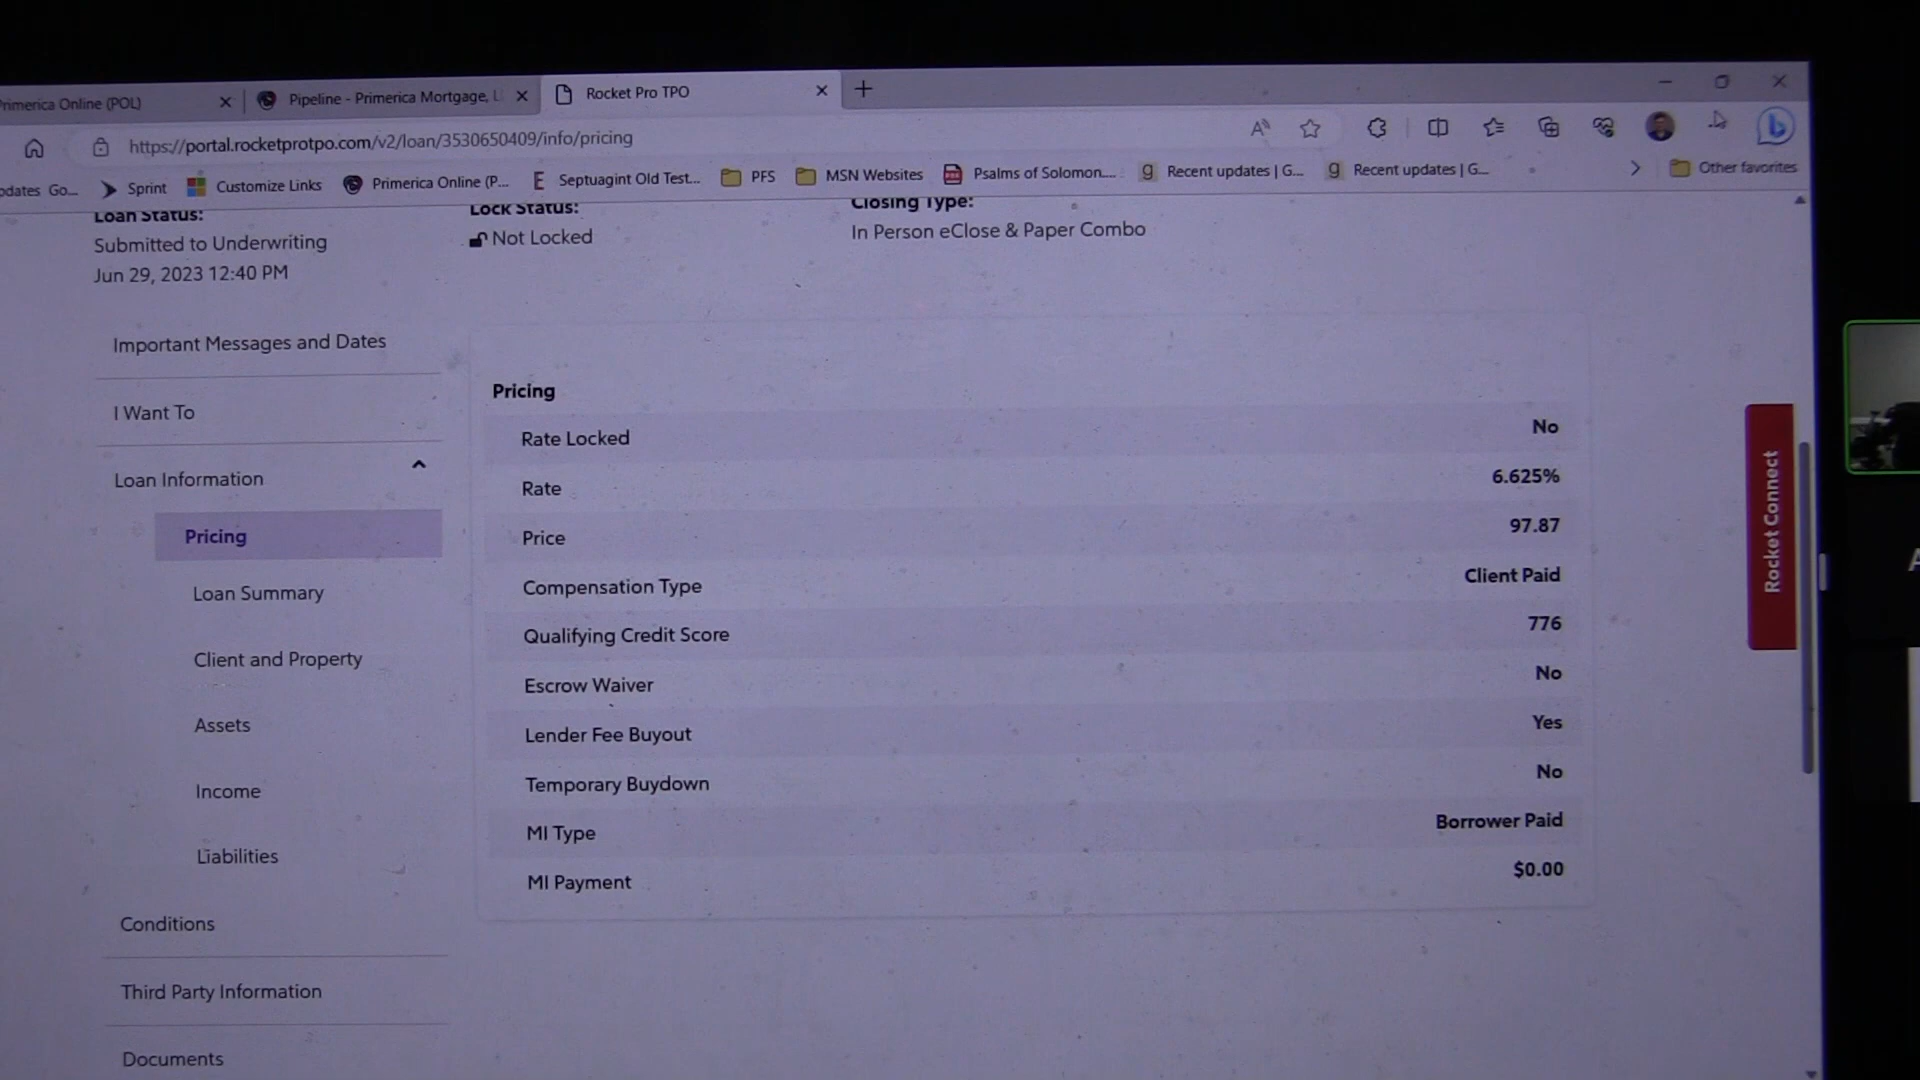 Primerica Online (POL)
Pipeline - Primerica Mortgage, L
Rocket Pro TPO
https://portal.rocketprotpo.com/v2/loan/3530650409/info/pricing
pdates Go...
Sprint
Customize Links
Primerica Online (P...
Septuagint Old Test...
PFS
MSN Websites
Psalms of Solomon....
Recent updates | G...
Recent updates | G...
Other favorites
Loan Status:
Lock Status:
Closing Type:
Submitted to Underwriting
Not Locked
In Person eClose & Paper Combo
Jun 29, 2023 12:40 PM
Important Messages and Dates
I Want To
Loan Information
Pricing
Loan Summary
Client and Property
Assets
Income
Liabilities
Conditions
Third Party Information
Documents
Pricing
Rate Locked No
Rate 6.625%
Price 97.87
Compensation Type Client Paid
Qualifying Credit Score 776
Escrow Waiver No
Lender Fee Buyout Yes
Temporary Buydown No
MI Type Borrower Paid
MI Payment $0.00
Rocket Connect